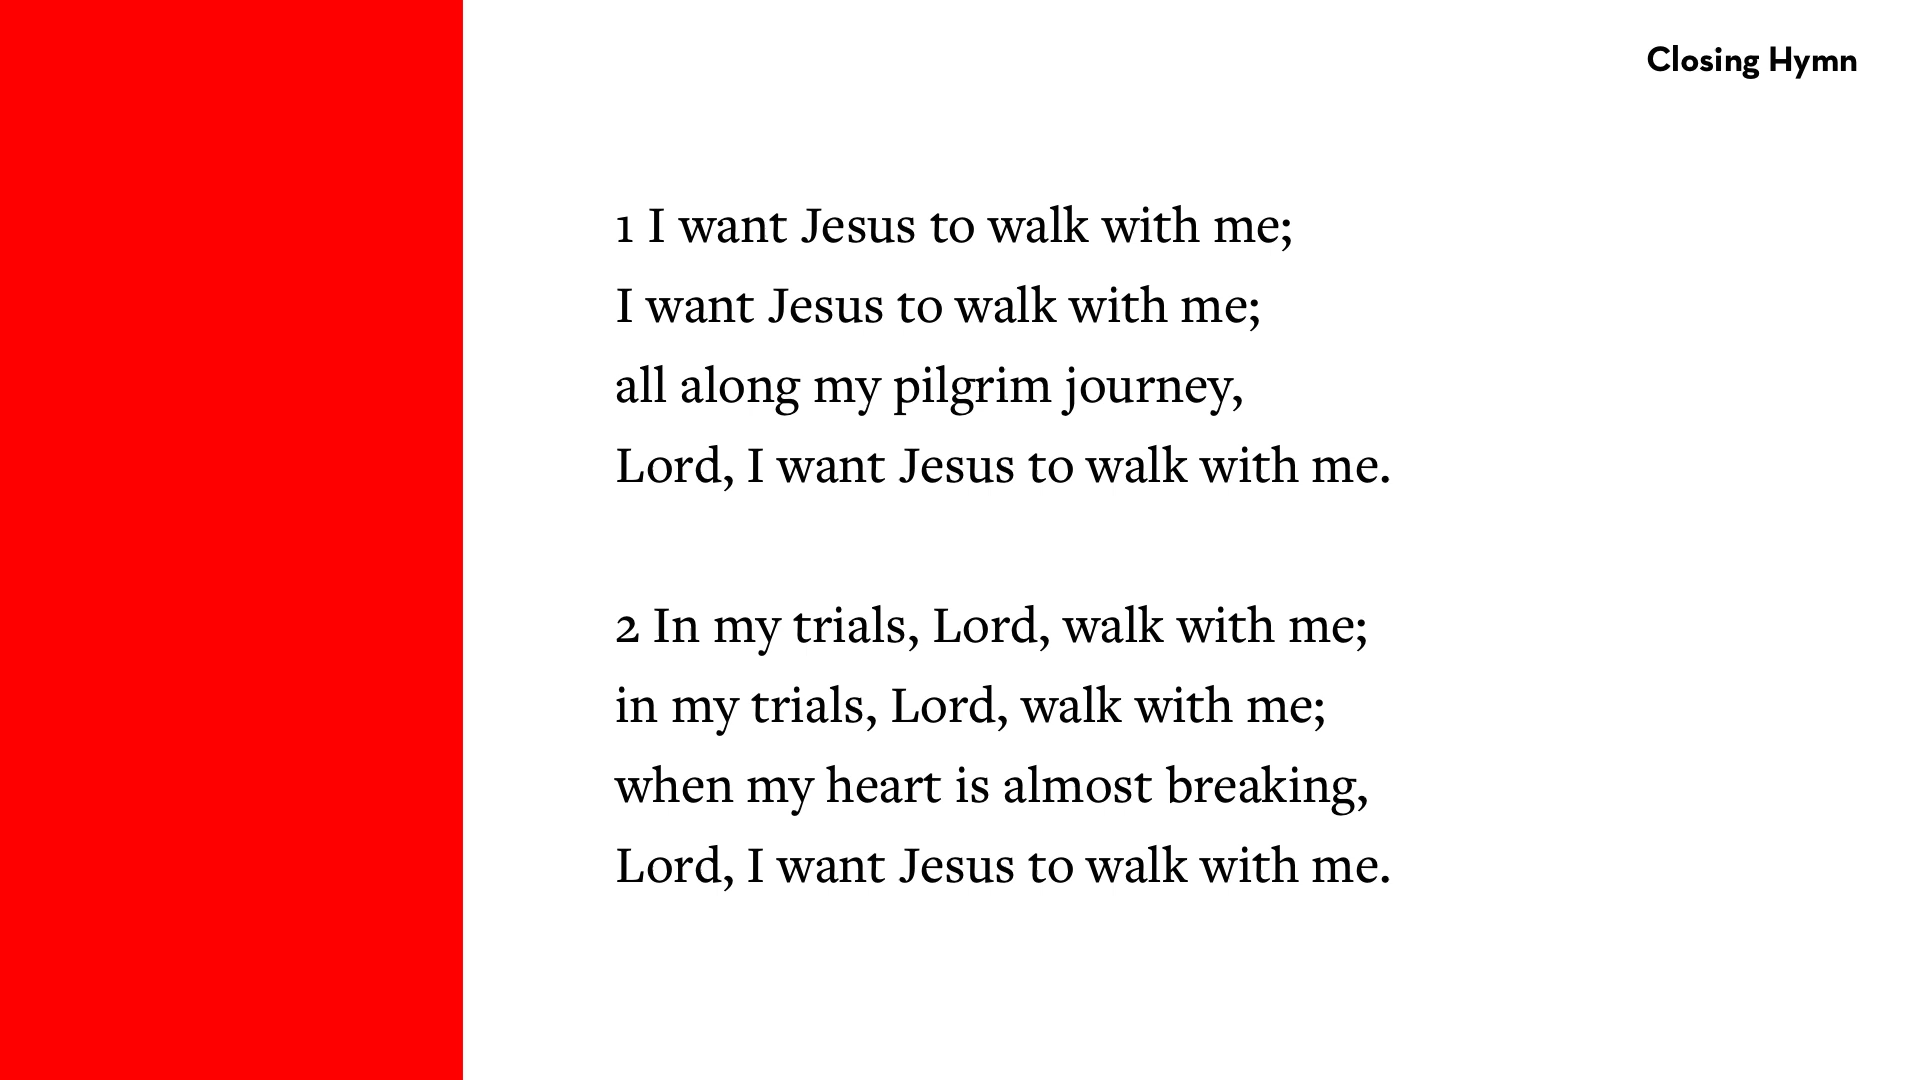 Closing Hymn
1 I want Jesus to walk with me;
I want Jesus to walk with me;
all along my pilgrim journey,
Lord, I want Jesus to walk with me.
2 In my trials, Lord, walk with me;
in my trials, Lord, walk with me;
when my heart is almost breaking,
Lord, I want Jesus to walk with me.